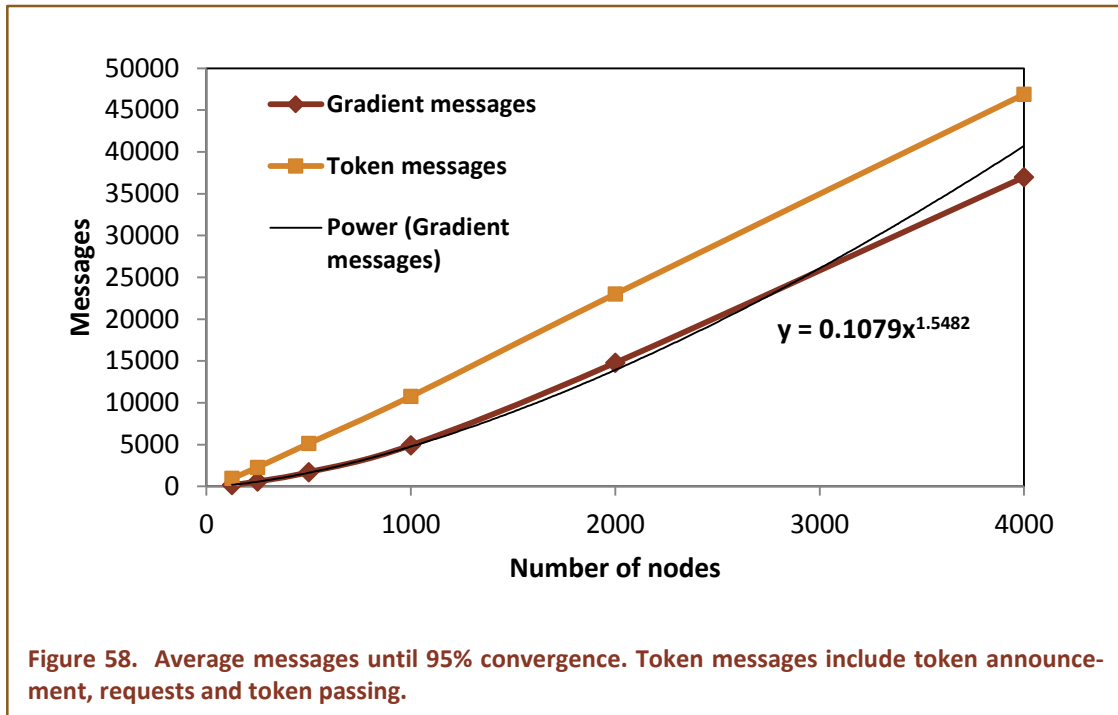 50000
45000
40000
35000
30000
25000
20000
15000
10000
5000
0
Messages
Gradient messages
Token messages
Power (Gradient
messages)
y = 0.1079x^1.5482
0
1000
2000
3000
4000
Number of nodes
Figure 58. Average messages until 95% convergence. Token messages include token announce-
ment, requests and token passing.